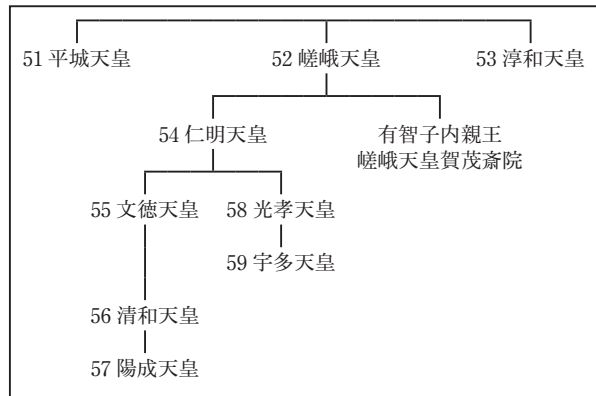 51 平城天皇
52 嵯峨天皇
53 淳和天皇
54 仁明天皇
有智子内親王
嵯峨天皇賀茂斎院
55 文徳天皇
58 光孝天皇
59 宇多天皇
56 清和天皇
57 陽成天皇